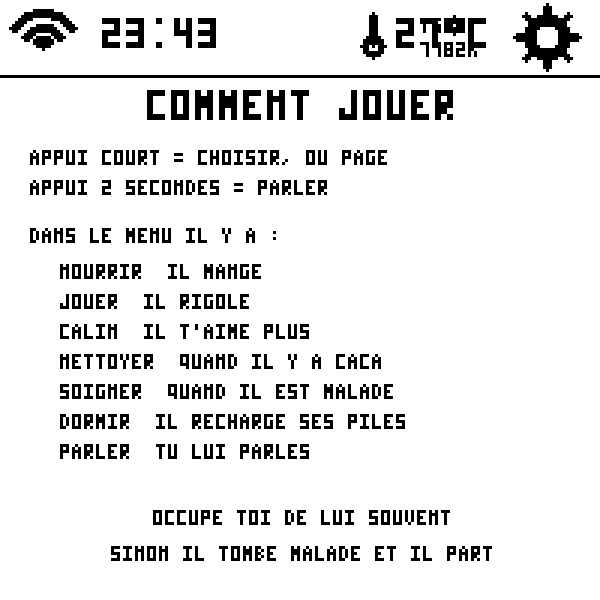 23:43
27°C
COMMENT JOUER
APPUI COURT = CHOISIR, OU PAGE
APPUI 2 SECONDES = PARLER
DANS LE MENU IL Y A :
NOURRIR IL MANGE
JOUER IL RIGOLE
CALIN IL T'AIME PLUS
NETTOYER QUAND IL Y A CACA
SOIGNER QUAND IL EST MALADE
DORMIR IL RECHARGE SES PILES
PARLER TU LUI PARLES
OCCUPE TOI DE LUI SOUVENT
SINON IL TOMBE MALADE ET IL PART